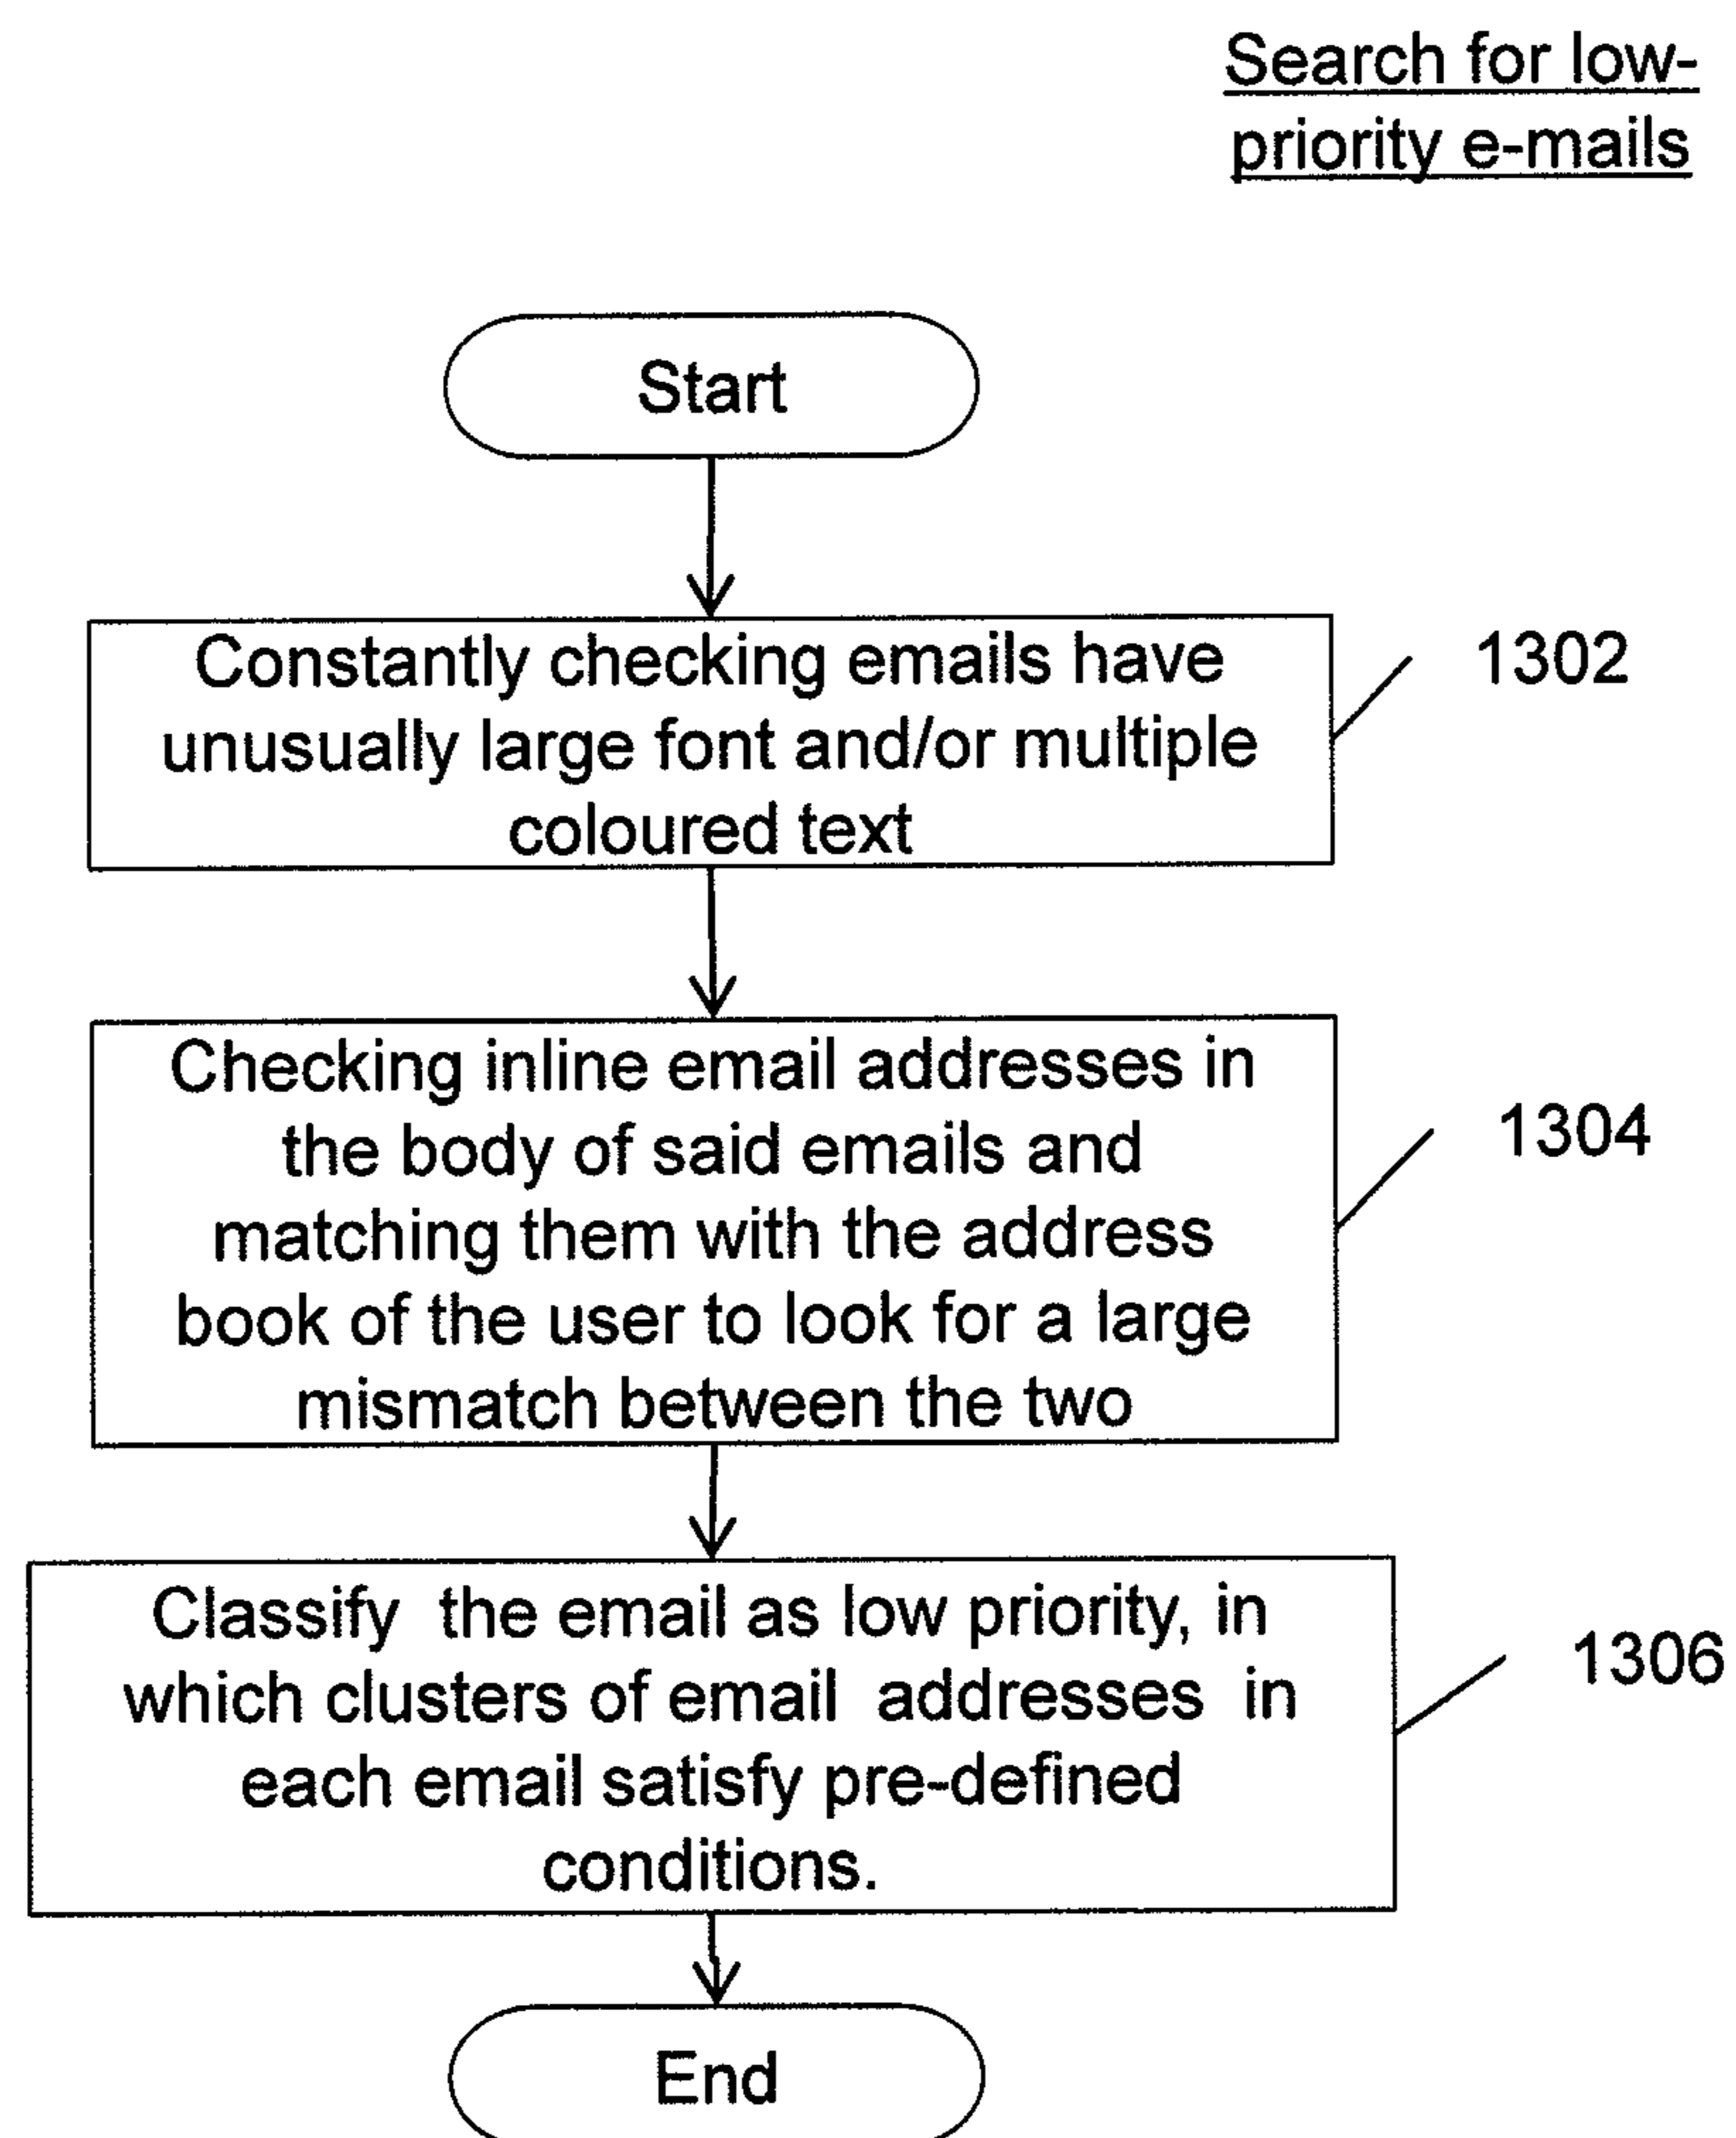 Search for low-
priority e-mails
Start
Constantly checking emails have
unusually large font and/or multiple
coloured text
1302
Checking inline email addresses in
the body of said emails and
matching them with the address
book of the user to look for a large
mismatch between the two
1304
Classify the email as low priority, in
which clusters of email addresses in
each email satisfy pre-defined
conditions.
1306
End